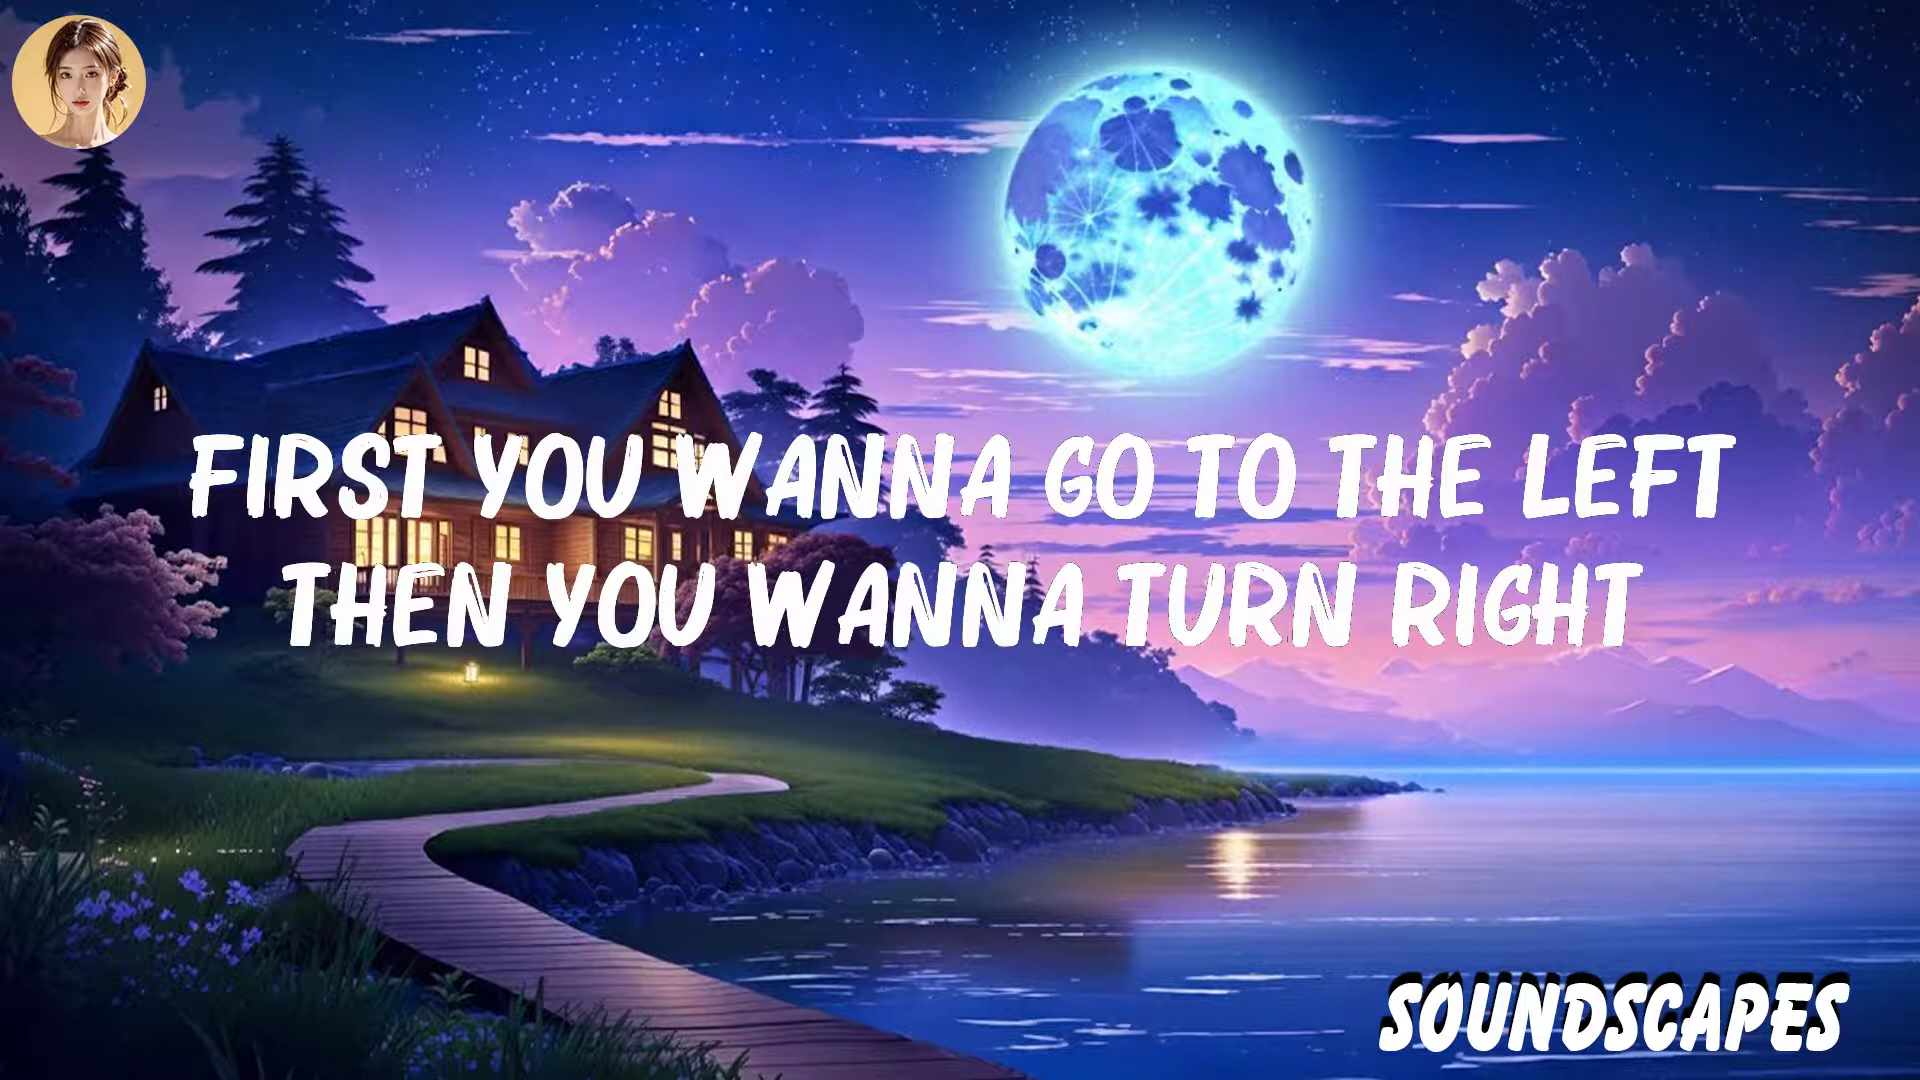 FIRST YOU WANNA GO TO THE LEFT
THEN YOU WANNA TURN RIGHT
SOUNDSCAPES